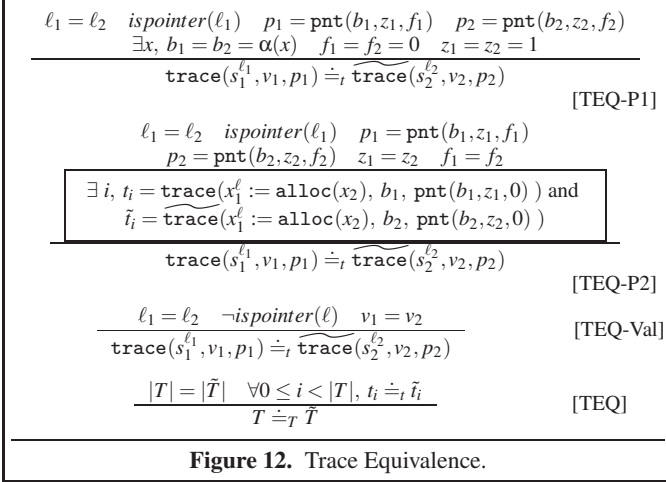 ℓ₁ = ℓ₂ ispointer(ℓ₁) p₁ = pnt(b₁,z₁,f₁) p₂ = pnt(b₂,z₂,f₂)
∃x, b₁ = b₂ = α(x) f₁ = f₂ = 0 z₁ = z₂ = 1
trace(s₁^ℓ₁,v₁,p₁) ≐ₜ t͠race(s₂^ℓ₂,v₂,p₂)
[TEQ-P1]
ℓ₁ = ℓ₂ ispointer(ℓ₁) p₁ = pnt(b₁,z₁,f₁)
p₂ = pnt(b₂,z₂,f₂) z₁ = z₂ f₁ = f₂
∃ i, tᵢ = trace(x₁^ℓ := alloc(x₂), b₁, pnt(b₁,z₁,0) ) and
t̃ᵢ = t͠race(x₁^ℓ := alloc(x₂), b₂, pnt(b₂,z₂,0) )
trace(s₁^ℓ₁,v₁,p₁) ≐ₜ t͠race(s₂^ℓ₂,v₂,p₂)
[TEQ-P2]
ℓ₁ = ℓ₂ ¬ispointer(ℓ) v₁ = v₂
trace(s₁^ℓ₁,v₁,p₁) ≐ₜ t͠race(s₂^ℓ₂,v₂,p₂) [TEQ-Val]
|T| = |T̃| ∀0 ≤ i < |T|, tᵢ ≐ₜ t̃ᵢ
T ≐_T T̃ [TEQ]
Figure 12. Trace Equivalence.